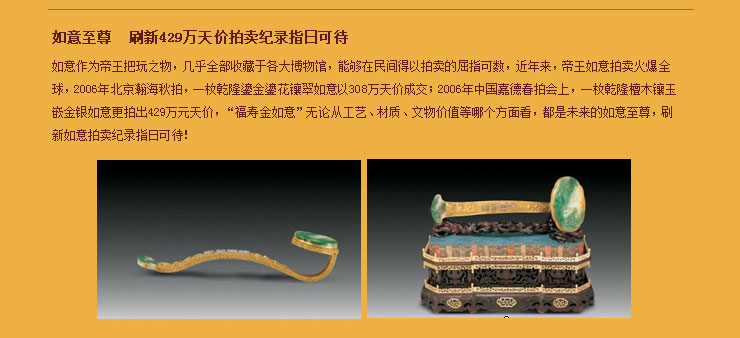 如意至尊　刷新429万天价拍卖纪录指日可待
如意作为帝王把玩之物，几乎全部收藏于各大博物馆，能够在民间得以拍卖的屈指可数，近年来，帝王如意拍卖火爆全
球，2006年北京瀚海秋拍，一枚乾隆鎏金鎏花镶翠如意以308万天价成交；2006年中国嘉德春拍会上，一枚乾隆檀木镶玉
嵌金银如意更拍出429万元天价，“福寿金如意”无论从工艺、材质、文物价值等哪个方面看，都是未来的如意至尊，刷
新如意拍卖纪录指日可待!